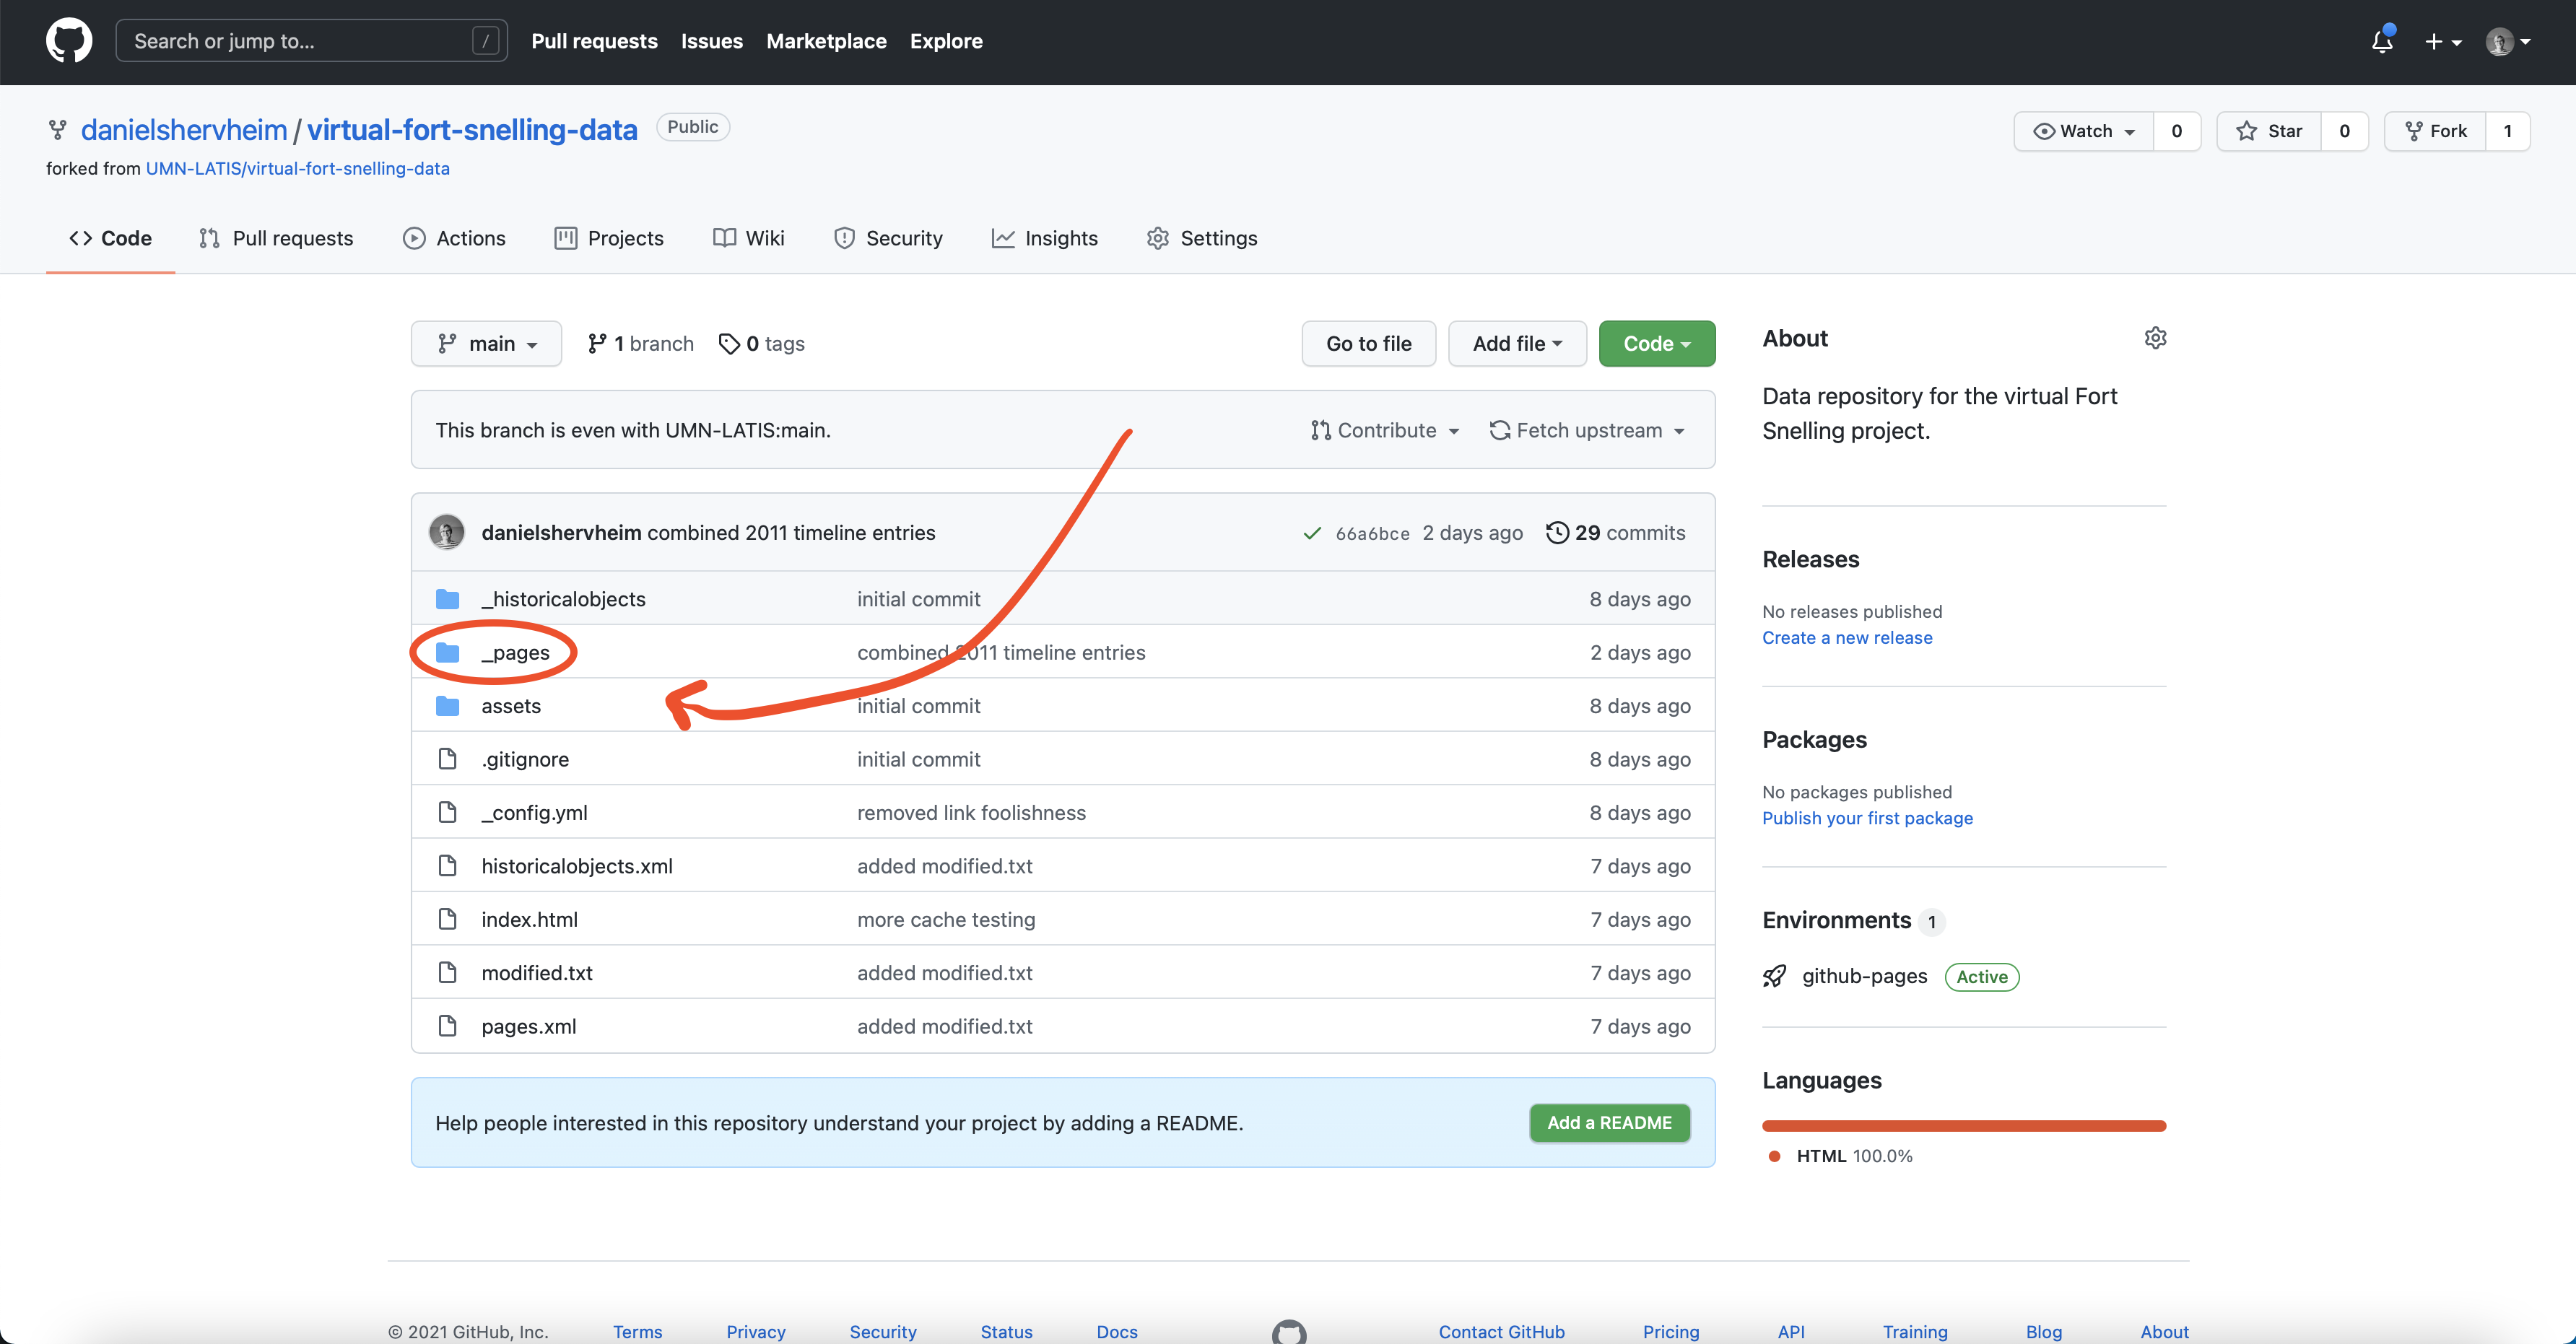 Search or jump to... / Pull requests Issues Marketplace Explore
danielshervheim / virtual-fort-snelling-data Public Watch 0 Star 0 Fork 1
forked from UMN-LATIS/virtual-fort-snelling-data
Code Pull requests Actions Projects Wiki Security Insights Settings
main 1 branch 0 tags Go to file Add file Code
This branch is even with UMN-LATIS:main. Contribute Fetch upstream
danielshervheim combined 2011 timeline entries 66a6bce 2 days ago 29 commits
_historicalobjects initial commit 8 days ago
_pages combined 2011 timeline entries 2 days ago
assets initial commit 8 days ago
.gitignore initial commit 8 days ago
_config.yml removed link foolishness 8 days ago
historicalobjects.xml added modified.txt 7 days ago
index.html more cache testing 7 days ago
modified.txt added modified.txt 7 days ago
pages.xml added modified.txt 7 days ago
Help people interested in this repository understand your project by adding a README. Add a README
About
Data repository for the virtual Fort
Snelling project.
Releases
No releases published
Create a new release
Packages
No packages published
Publish your first package
Environments 1
github-pages Active
Languages
HTML 100.0%
© 2021 GitHub, Inc. Terms Privacy Security Status Docs Contact GitHub Pricing API Training Blog About